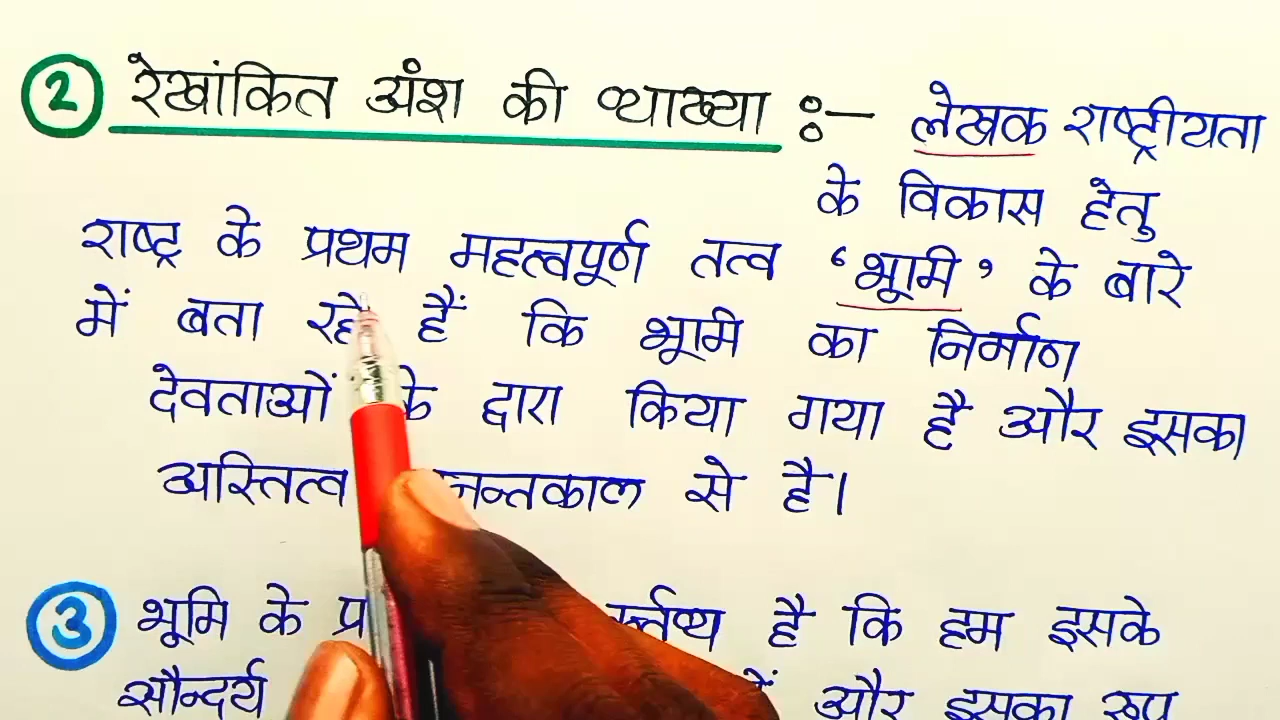 ② रेखांकित अंश की व्याख्या :- लेखक राष्ट्रीयता
के विकास हेतु
राष्ट्र के प्रथम महत्वपूर्ण तत्व ‘भूमि’ के बारे
में बता रहे हैं कि भूमि का निर्माण
देवताओं के द्वारा किया गया है और इसका
अस्तित्व से है।
③ भूमि के है कि हम इसके
सौन्दर्य और इसका रूप